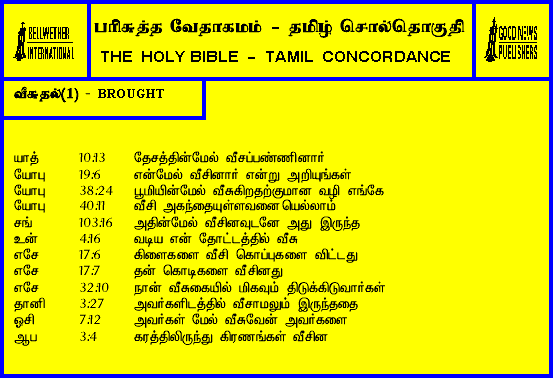 BELLWETHER INTERNATIONAL
பரிசுத்த வேதாகமம் - தமிழ் சொல்தொகுதி
THE HOLY BIBLE - TAMIL CONCORDANCE
GOOD NEWS PUBLISHERS
வீசுதல்(1) - BROUGHT
யாத் 10:13 தேசத்தின்மேல் வீசப்பண்ணினார்
யோபு 19:6 என்மேல் வீசினார் என்று அறியுங்கள்
யோபு 38:24 பூமியின்மேல் வீசுகிறதற்குமான வழி எங்கே
யோபு 40:11 வீசி அகந்தையுள்ளவனையெல்லாம்
சங் 103:16 அதின்மேல் வீசினவுடனே அது இருந்த
உன் 4:16 வடிய என் தோட்டத்தில் வீசு
எசே 17:6 கிளைகளை வீசி கொப்புகளை விட்டது
எசே 17:7 தன் கொடிகளை வீசினது
எசே 32:10 நான் வீசுகையில் மிகவும் திடுக்கிடுவார்கள்
தானி 3:27 அவர்களிடத்தில் வீசாமலும் இருந்ததை
ஓசி 7:12 அவர்கள் மேல் வீசுவேன் அவர்களை
ஆப 3:4 கரத்திலிருந்து கிரணங்கள் வீசின